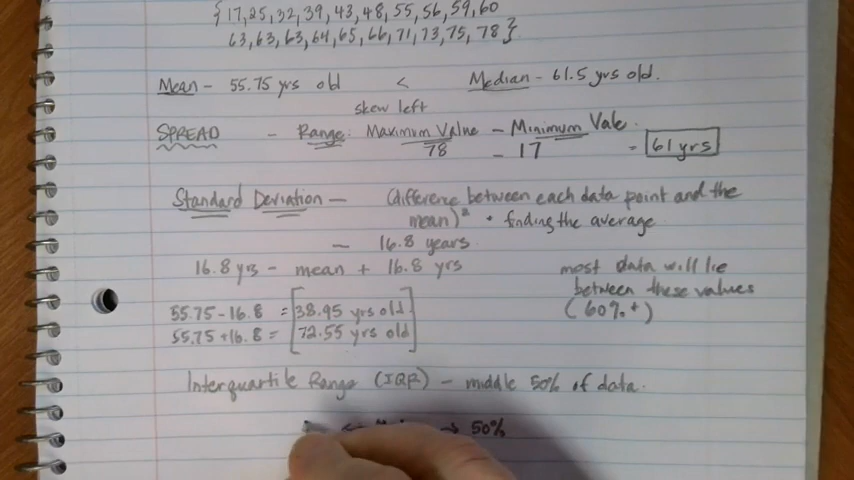 {17, 25, 32, 39, 43, 48, 55, 56, 59, 60
63, 63, 63, 64, 65, 66, 71, 73, 75, 78}
Mean - 55.75 yrs old < Median - 61.5 yrs old.
skew left
SPREAD - Range: Maximum Value - Minimum Vale.
78 - 17 = 61 yrs
Standard Deviation - (difference between each data point and the
mean)² + finding the average
- 16.8 years
16.8 yrs - mean + 16.8 yrs
most data will lie
between these values
(60% +)
55.75 - 16.8 = 38.95 yrs old
55.75 + 16.8 = 72.55 yrs old
Interquartile Range (IQR) - middle 50% of data.
50%